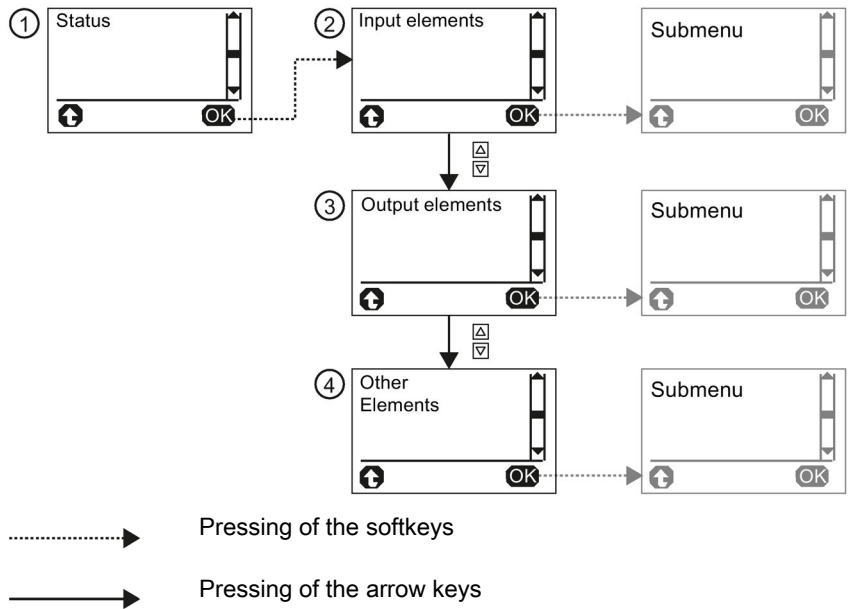 1
Status
OK
2
Input elements
OK
Submenu
OK
3
Output elements
OK
Submenu
OK
4
Other
Elements
OK
Submenu
OK
Pressing of the softkeys
Pressing of the arrow keys